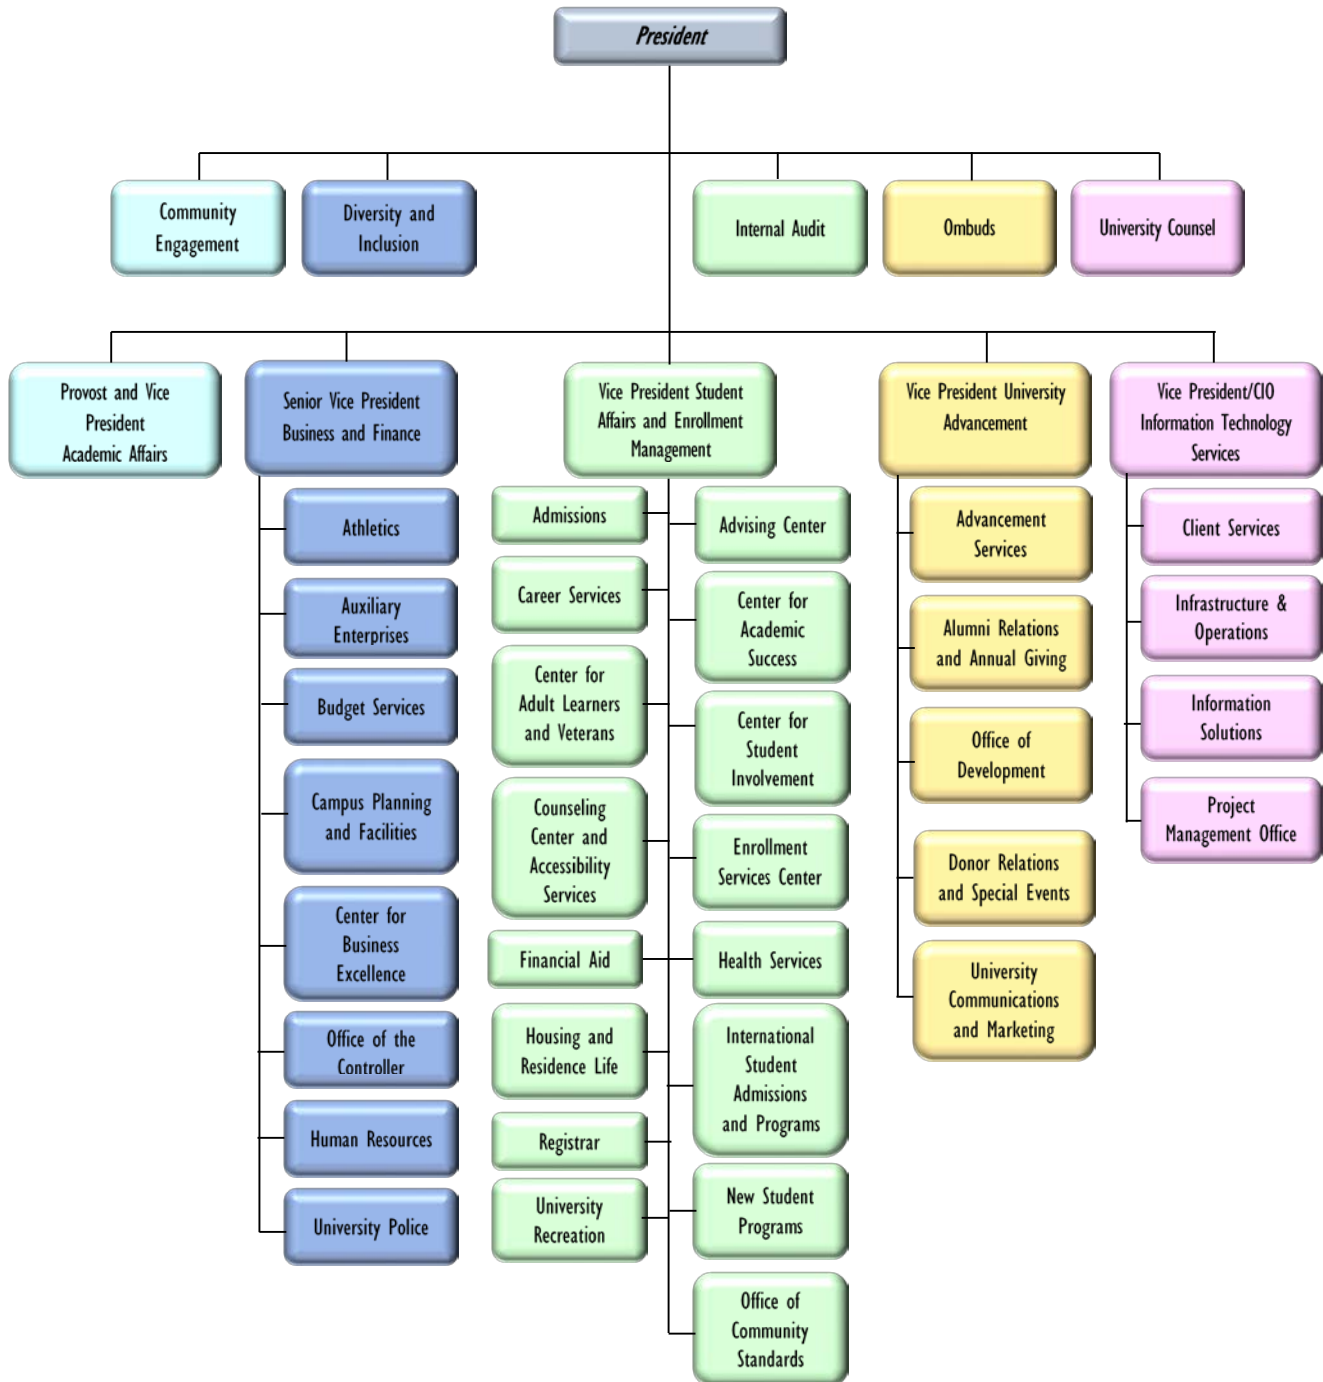 President
Community
Engagement
Diversity and
Inclusion
Internal Audit
Ombuds
University Counsel
Provost and Vice
President
Academic Affairs
Senior Vice President
Business and Finance
Vice President Student
Affairs and Enrollment
Management
Vice President University
Advancement
Vice President/CIO
Information Technology
Services
Athletics
Auxiliary
Enterprises
Budget Services
Campus Planning
and Facilities
Center for
Business
Excellence
Office of the
Controller
Human Resources
University Police
Admissions
Career Services
Center for
Adult Learners
and Veterans
Counseling
Center and
Accessibility
Services
Financial Aid
Housing and
Residence Life
Registrar
University
Recreation
Advising Center
Center for
Academic
Success
Center for
Student
Involvement
Enrollment
Services Center
Health Services
International
Student
Admissions
and Programs
New Student
Programs
Office of
Community
Standards
Advancement
Services
Alumni Relations
and Annual Giving
Office of
Development
Donor Relations
and Special Events
University
Communications
and Marketing
Client Services
Infrastructure &
Operations
Information
Solutions
Project
Management Office